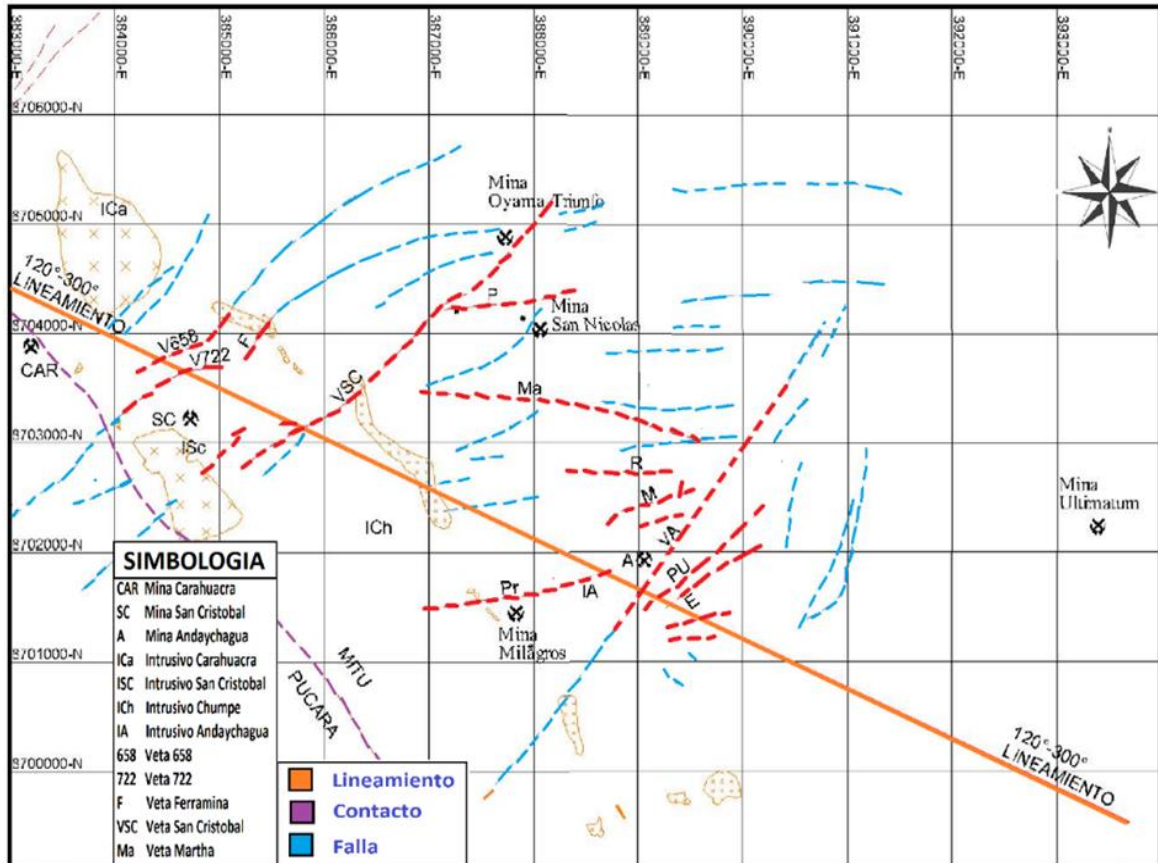 383000-E
384000-E
385000-E
386000-E
387000-E
388000-E
389000-E
390000-E
391000-E
392000-E
393000-E
8706000-N
8705000-N
8704000-N
8703000-N
8702000-N
8701000-N
8700000-N
ICa
Mina
Oyama Triunfo
120°-300°
LINEAMIENTO
P
Mina
San Nicolas
CAR
V658
F
V722
VSC
Ma
SC
ISc
R
M
Mina
Ultimatum
ICh
VA
A
PU
Pr
IA
E
Mina
Milagros
MITU
PUCARA
120°-300°
LINEAMIENTO
SIMBOLOGIA
CAR Mina Carahuacra
SC Mina San Cristobal
A Mina Andaychagua
ICa Intrusivo Carahuacra
ISC Intrusivo San Cristobal
ICh Intrusivo Chumpe
IA Intrusivo Andaychagua
658 Veta 658
722 Veta 722
F Veta Ferramina
VSC Veta San Cristobal
Ma Veta Martha
Lineamiento
Contacto
Falla